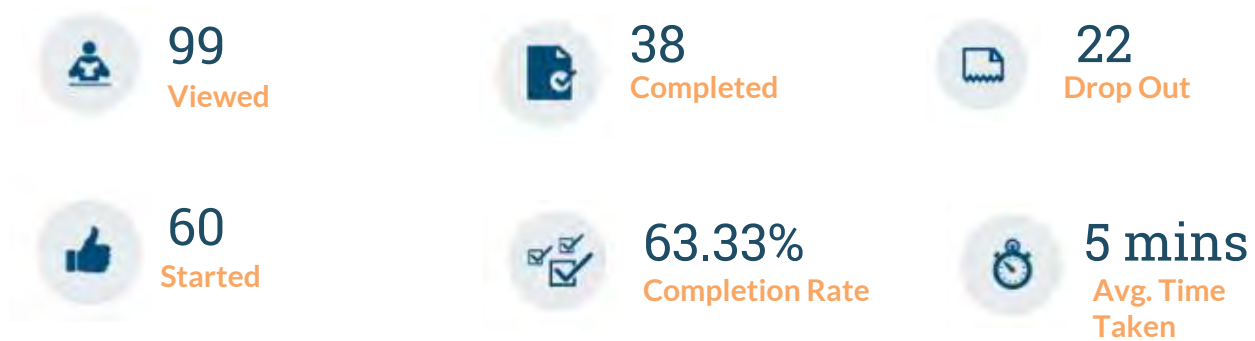 99
Viewed
38
Completed
22
Drop Out
60
Started
63.33%
Completion Rate
5 mins
Avg. Time
Taken